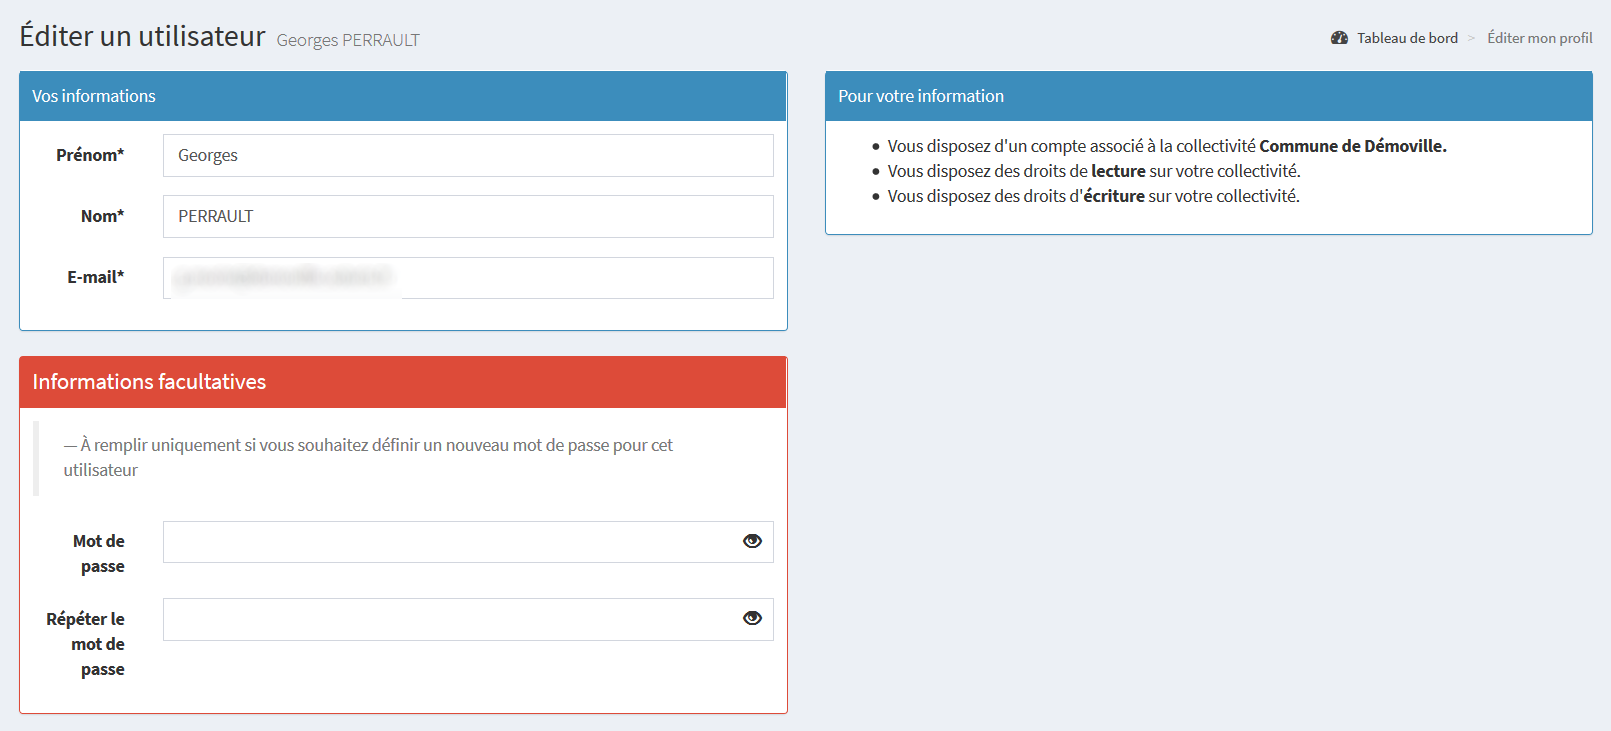 Éditer un utilisateur Georges PERRAULT
Tableau de bord > Éditer mon profil
Vos informations
Prénom* Georges
Nom* PERRAULT
E-mail*
Informations facultatives
— À remplir uniquement si vous souhaitez définir un nouveau mot de passe pour cet
utilisateur
Mot de
passe
Répéter le
mot de
passe
Pour votre information
• Vous disposez d'un compte associé à la collectivité Commune de Démoville.
• Vous disposez des droits de lecture sur votre collectivité.
• Vous disposez des droits d'écriture sur votre collectivité.